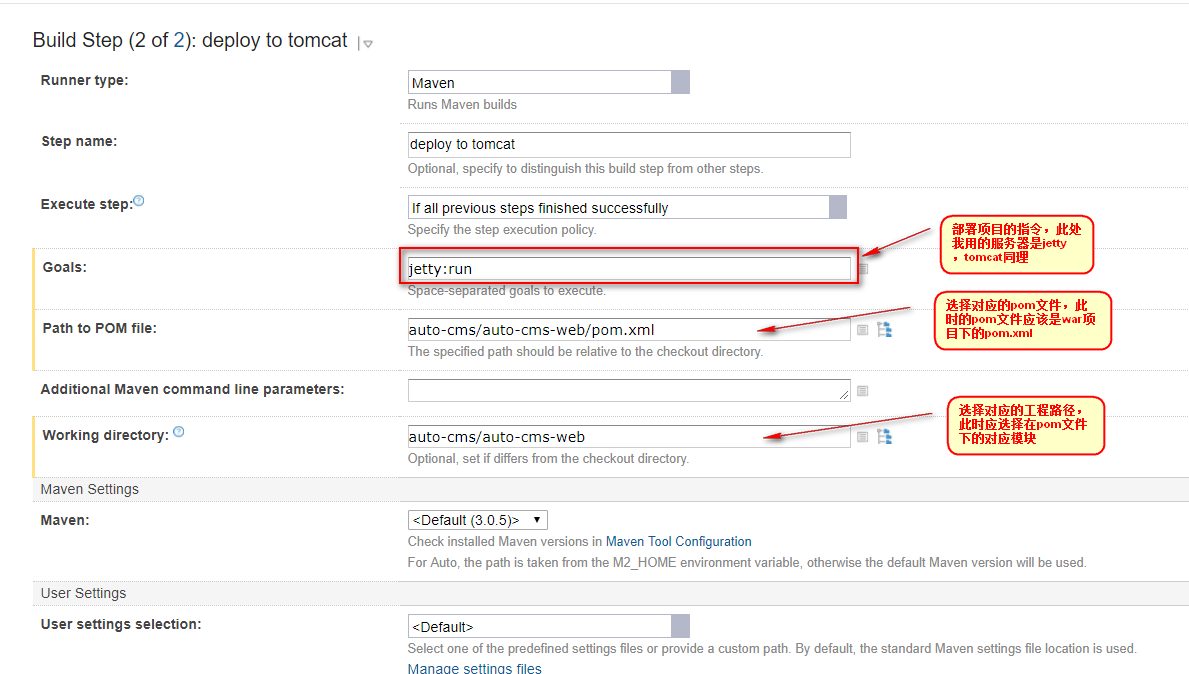 Build Step (2 of 2): deploy to tomcat
Runner type:
Maven
Runs Maven builds
Step name:
deploy to tomcat
Optional, specify to distinguish this build step from other steps.
Execute step:
If all previous steps finished successfully
Specify the step execution policy.
部署项目的指令，此处
我用的服务器是jetty
，tomcat同理
Goals:
jetty:run
Space-separated goals to execute.
选择对应的pom文件，此
时的pom文件应该是war项
目下的pom.xml
Path to POM file:
auto-cms/auto-cms-web/pom.xml
The specified path should be relative to the checkout directory.
Additional Maven command line parameters:
选择对应的工程路径，
此时应选择在pom文件
下的对应模块
Working directory:
auto-cms/auto-cms-web
Optional, set if differs from the checkout directory.
Maven Settings
Maven:
<Default (3.0.5)>
Check installed Maven versions in Maven Tool Configuration
For Auto, the path is taken from the M2_HOME environment variable, otherwise the default Maven version will be used.
User Settings
User settings selection:
<Default>
Select one of the predefined settings files or provide a custom path. By default, the standard Maven settings file location is used.
Manage settings files